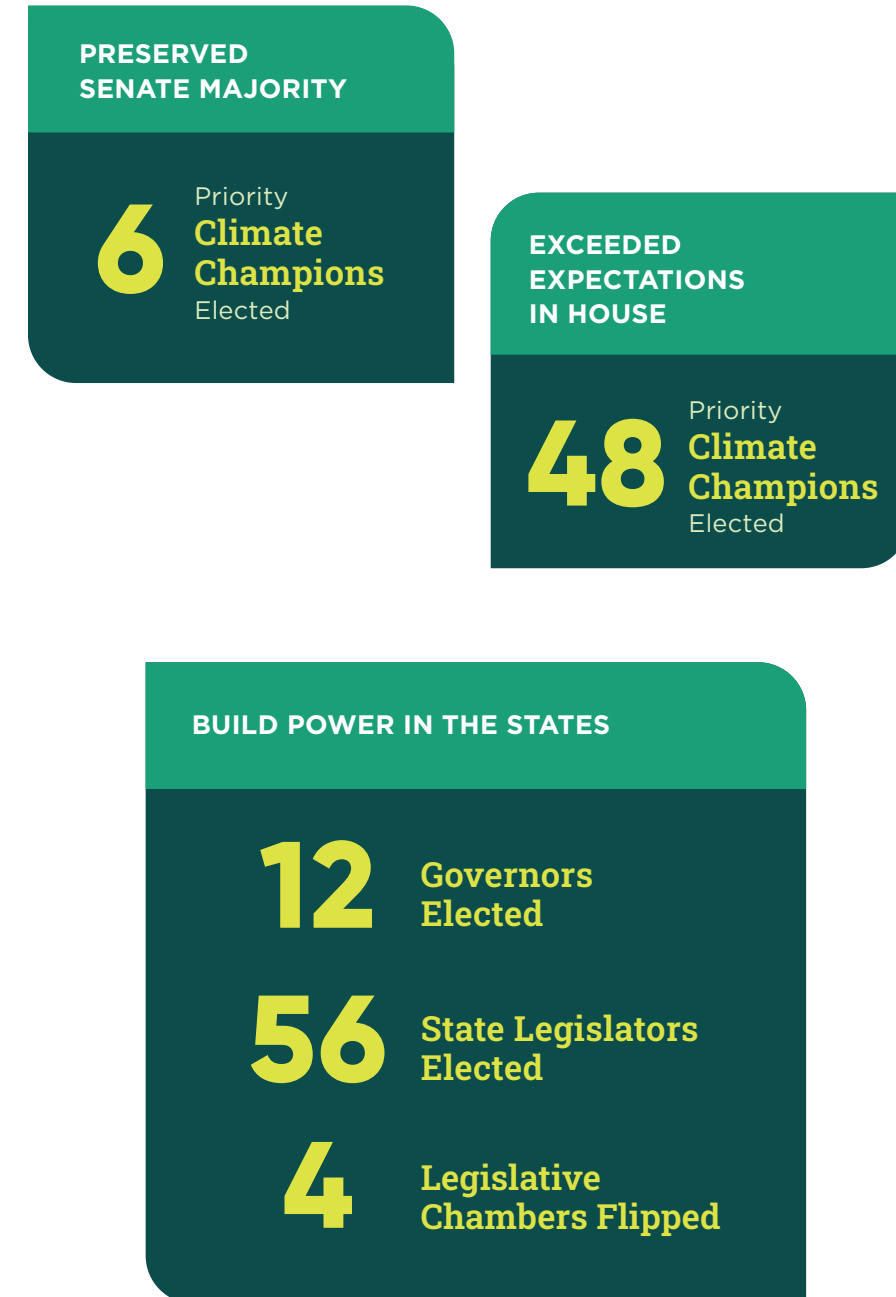 PRESERVED
SENATE MAJORITY
6
Priority
Climate
Champions
Elected
EXCEEDED
EXPECTATIONS
IN HOUSE
48
Priority
Climate
Champions
Elected
BUILD POWER IN THE STATES
12
Governors
Elected
56
State Legislators
Elected
4
Legislative
Chambers Flipped